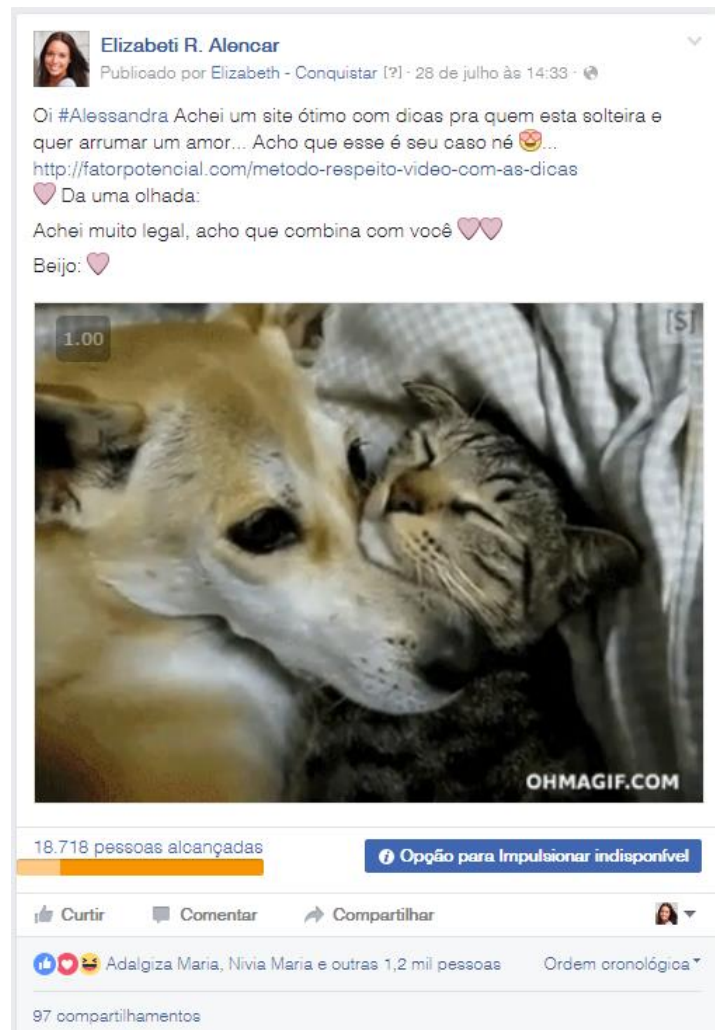 Elizabeti R. Alencar
Publicado por Elizabeth - Conquistar [?] · 28 de julho às 14:33 ·
Oi #Alessandra Achei um site ótimo com dicas pra quem esta solteira e
quer arrumar um amor... Acho que esse é seu caso né 😍...
http://fatorpotencial.com/metodo-respeito-video-com-as-dicas
Da uma olhada:
Achei muito legal, acho que combina com você
Beijo:
1.00
[S]
OHMAGIF.COM
18.718 pessoas alcançadas
Opção para Impulsionar indisponível
Curtir Comentar Compartilhar
Adalgiza Maria, Nivia Maria e outras 1,2 mil pessoas Ordem cronológica
97 compartilhamentos